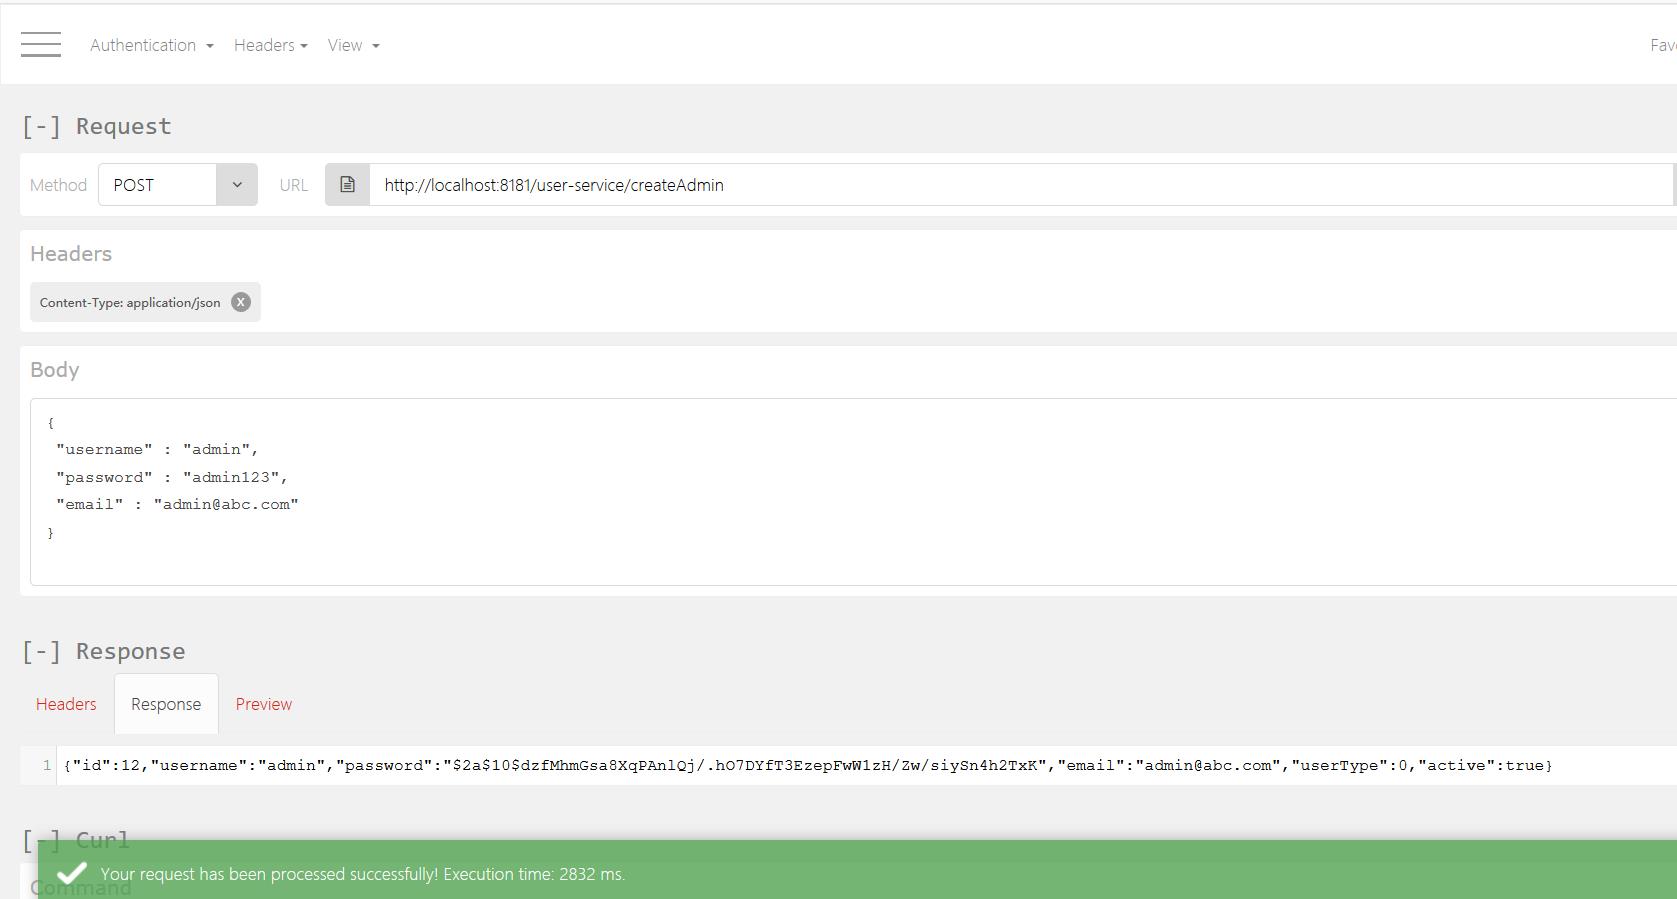 Authentication Headers View Fav
[-] Request
Method POST URL http://localhost:8181/user-service/createAdmin
Headers
Content-Type: application/json X
Body
{
"username" : "admin",
"password" : "admin123",
"email" : "admin@abc.com"
}
[-] Response
Headers Response Preview
1 {"id":12,"username":"admin","password":"$2a$10$dzfMhmGsa8XqPAnlQj/.hO7DYfT3EzepFwW1zH/Zw/siySn4h2TxK","email":"admin@abc.com","userType":0,"active":true}
[-] Curl
Your request has been processed successfully! Execution time: 2832 ms.
Command